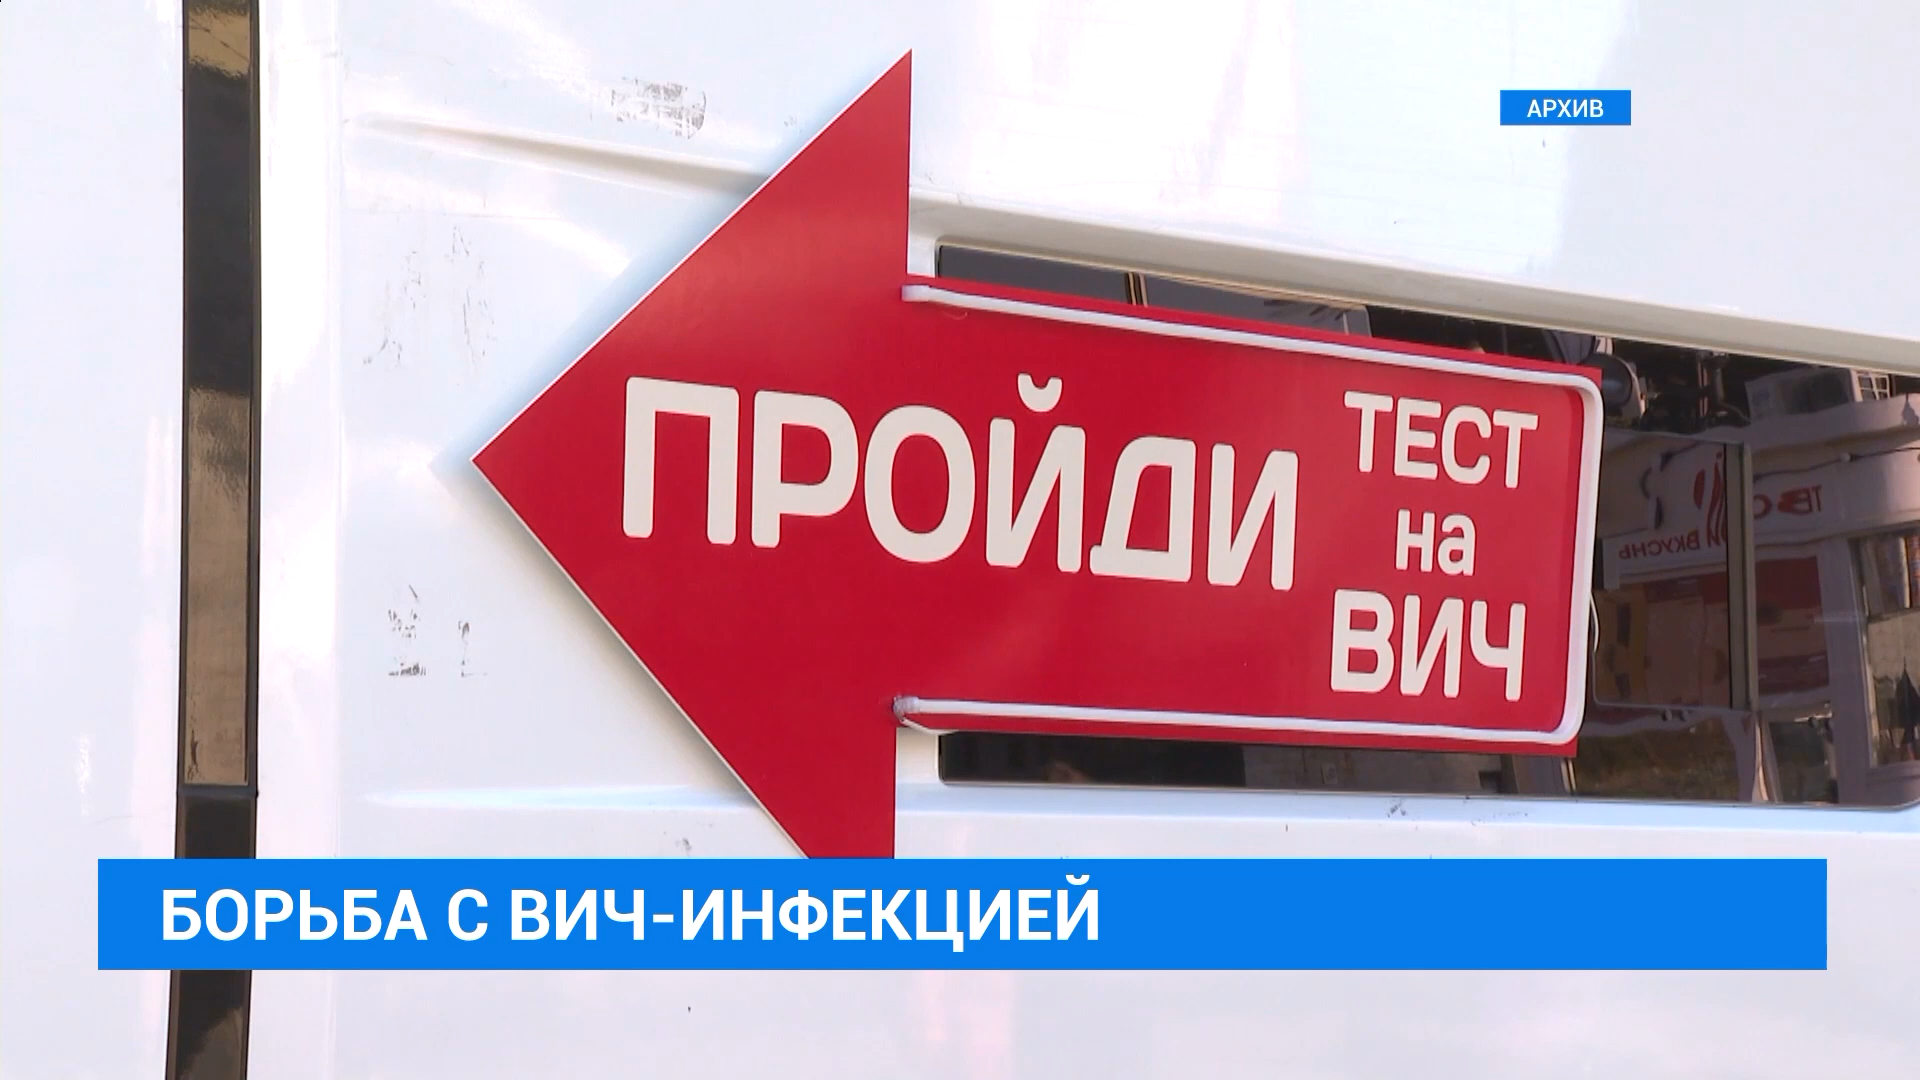 АРХИВ
ПРОЙДИ
ТЕСТ
на
ВИЧ
БОРЬБА С ВИЧ-ИНФЕКЦИЕЙ